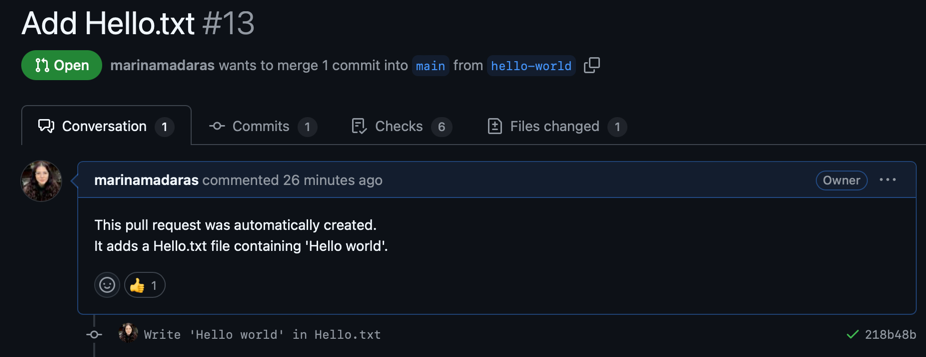 Add Hello.txt #13
Open marinamadaras wants to merge 1 commit into main from hello-world
Conversation 1 Commits 1 Checks 6 Files changed 1
marinamadaras commented 26 minutes ago Owner
This pull request was automatically created.
It adds a Hello.txt file containing 'Hello world'.
👍 1
Write 'Hello world' in Hello.txt 218b48b